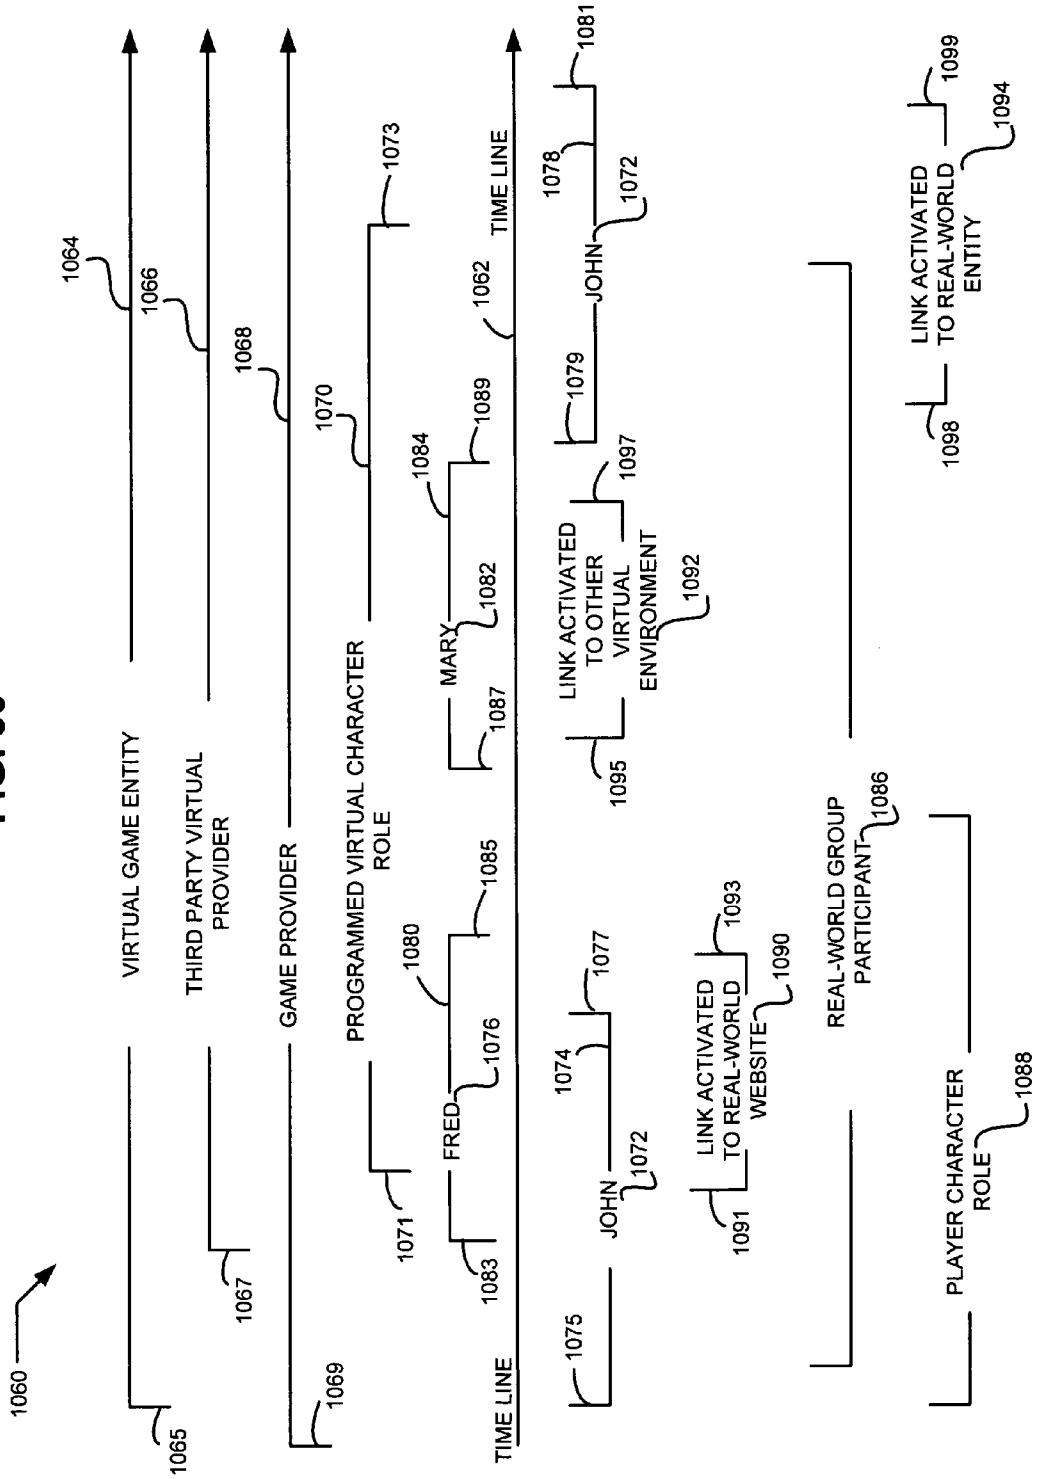 1060
1064
1065
VIRTUAL GAME ENTITY
1066
1067
THIRD PARTY VIRTUAL
PROVIDER
1068
1069
GAME PROVIDER
1070
1071
PROGRAMMED VIRTUAL CHARACTER
ROLE
1073
1080
1084
1083
FRED
1076
1085
1087
MARY
1082
1089
TIME LINE
1062
TIME LINE
1075
JOHN
1072
1074
1077
1095
LINK ACTIVATED
TO OTHER
VIRTUAL
ENVIRONMENT
1092
1097
1079
JOHN
1072
1078
1081
1091
LINK ACTIVATED
TO REAL-WORLD
WEBSITE
1090
1093
REAL-WORLD GROUP
PARTICIPANT
1086
PLAYER CHARACTER
ROLE
1088
1098
LINK ACTIVATED
TO REAL-WORLD
ENTITY
1094
1099